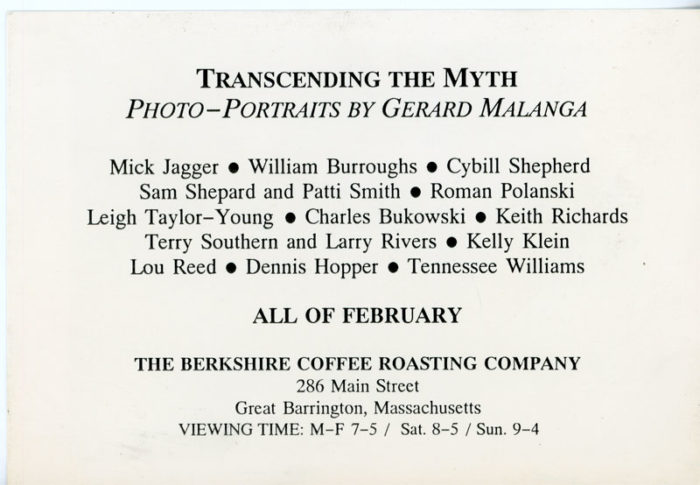 TRANSCENDING THE MYTH
PHOTO–PORTRAITS BY GERARD MALANGA
Mick Jagger ● William Burroughs ● Cybill Shepherd
Sam Shepard and Patti Smith ● Roman Polanski
Leigh Taylor–Young ● Charles Bukowski ● Keith Richards
Terry Southern and Larry Rivers ● Kelly Klein
Lou Reed ● Dennis Hopper ● Tennessee Williams
ALL OF FEBRUARY
THE BERKSHIRE COFFEE ROASTING COMPANY
286 Main Street
Great Barrington, Massachusetts
VIEWING TIME: M–F 7–5 / Sat. 8–5 / Sun. 9–4